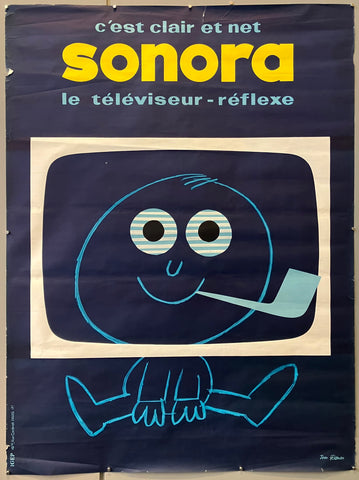 c'est clair et net
sonora
le téléviseur-réflexe